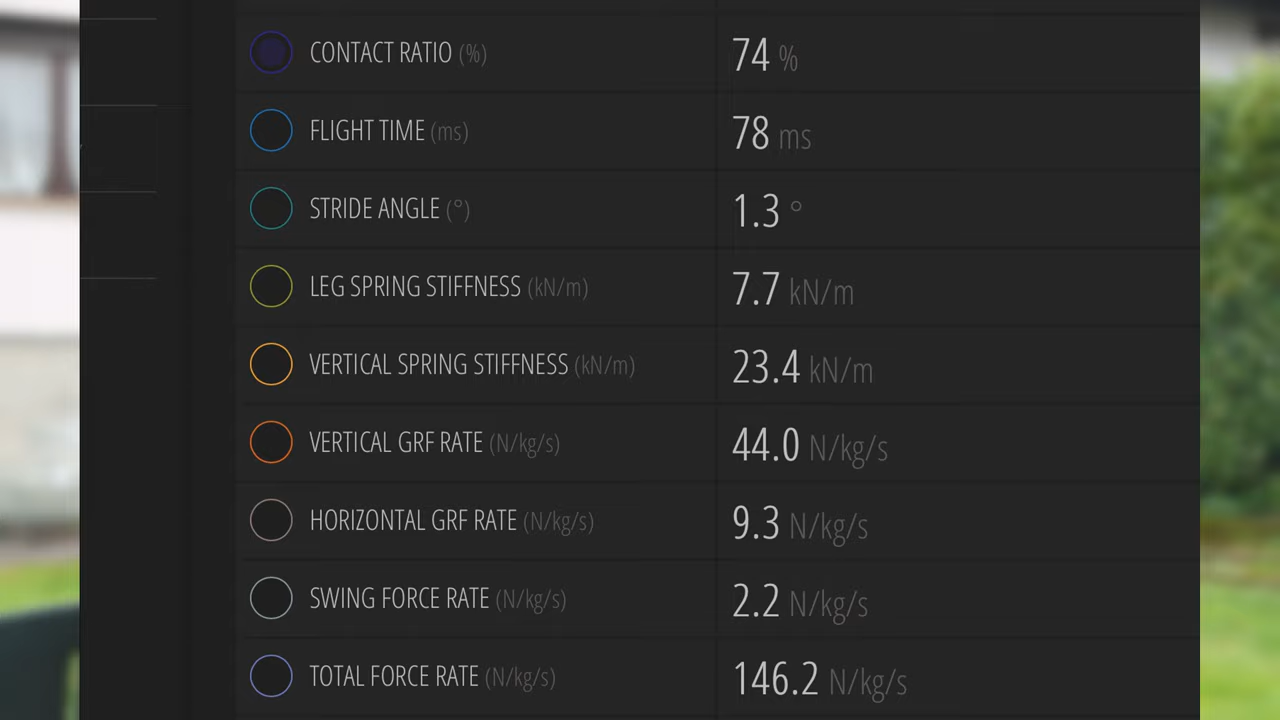 CONTACT RATIO (%) 74 %
FLIGHT TIME (ms) 78 ms
STRIDE ANGLE (°) 1.3 °
LEG SPRING STIFFNESS (kN/m) 7.7 kN/m
VERTICAL SPRING STIFFNESS (kN/m) 23.4 kN/m
VERTICAL GRF RATE (N/kg/s) 44.0 N/kg/s
HORIZONTAL GRF RATE (N/kg/s) 9.3 N/kg/s
SWING FORCE RATE (N/kg/s) 2.2 N/kg/s
TOTAL FORCE RATE (N/kg/s) 146.2 N/kg/s